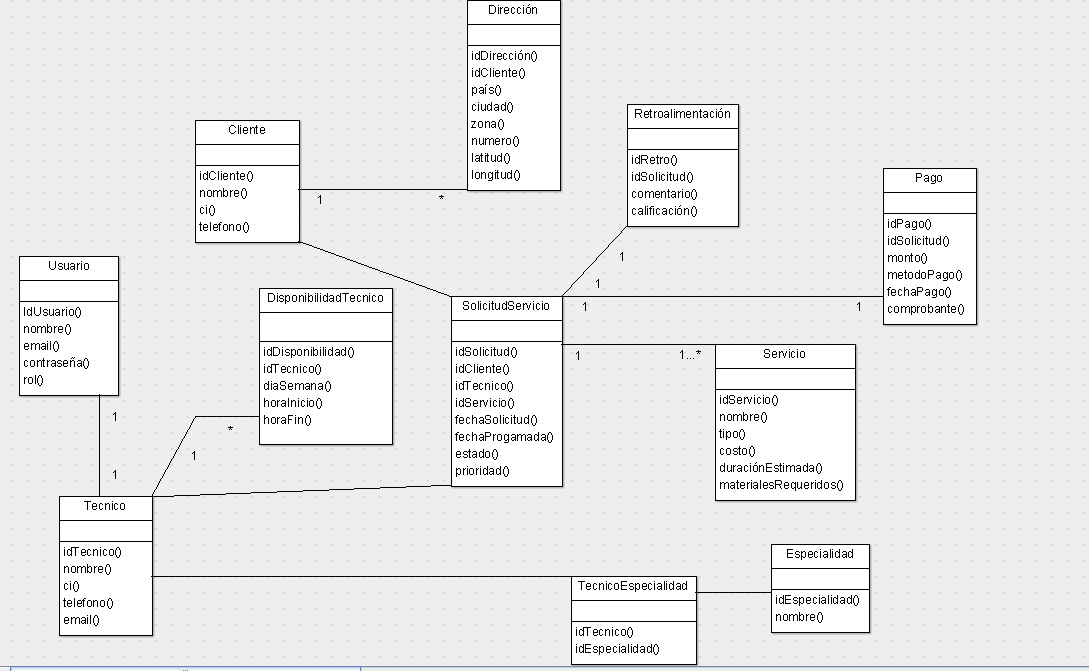 Dirección
idDirección()
idCliente()
país()
ciudad()
zona()
numero()
latitud()
longitud()
Cliente
idCliente()
nombre()
ci()
telefono()
1
*
Retroalimentación
idRetro()
idSolicitud()
comentario()
calificación()
1
1
Pago
idPago()
idSolicitud()
monto()
metodoPago()
fechaPago()
comprobante()
1
1
Usuario
IdUsuario()
nombre()
email()
contraseña()
rol()
1
1
DisponibilidadTecnico
idDisponibilidad()
idTecnico()
diaSemana()
horaInicio()
horaFin()
*
1
SolicitudServicio
idSolicitud()
idCliente()
idTecnico()
idServicio()
fechaSolicitud()
fechaProgamada()
estado()
prioridad()
1
1...*
Servicio
idServicio()
nombre()
tipo()
costo()
duraciónEstimada()
materialesRequeridos()
Tecnico
idTecnico()
nombre()
ci()
telefono()
email()
TecnicoEspecialidad
idTecnico()
idEspecialidad()
Especialidad
idEspecialidad()
nombre()